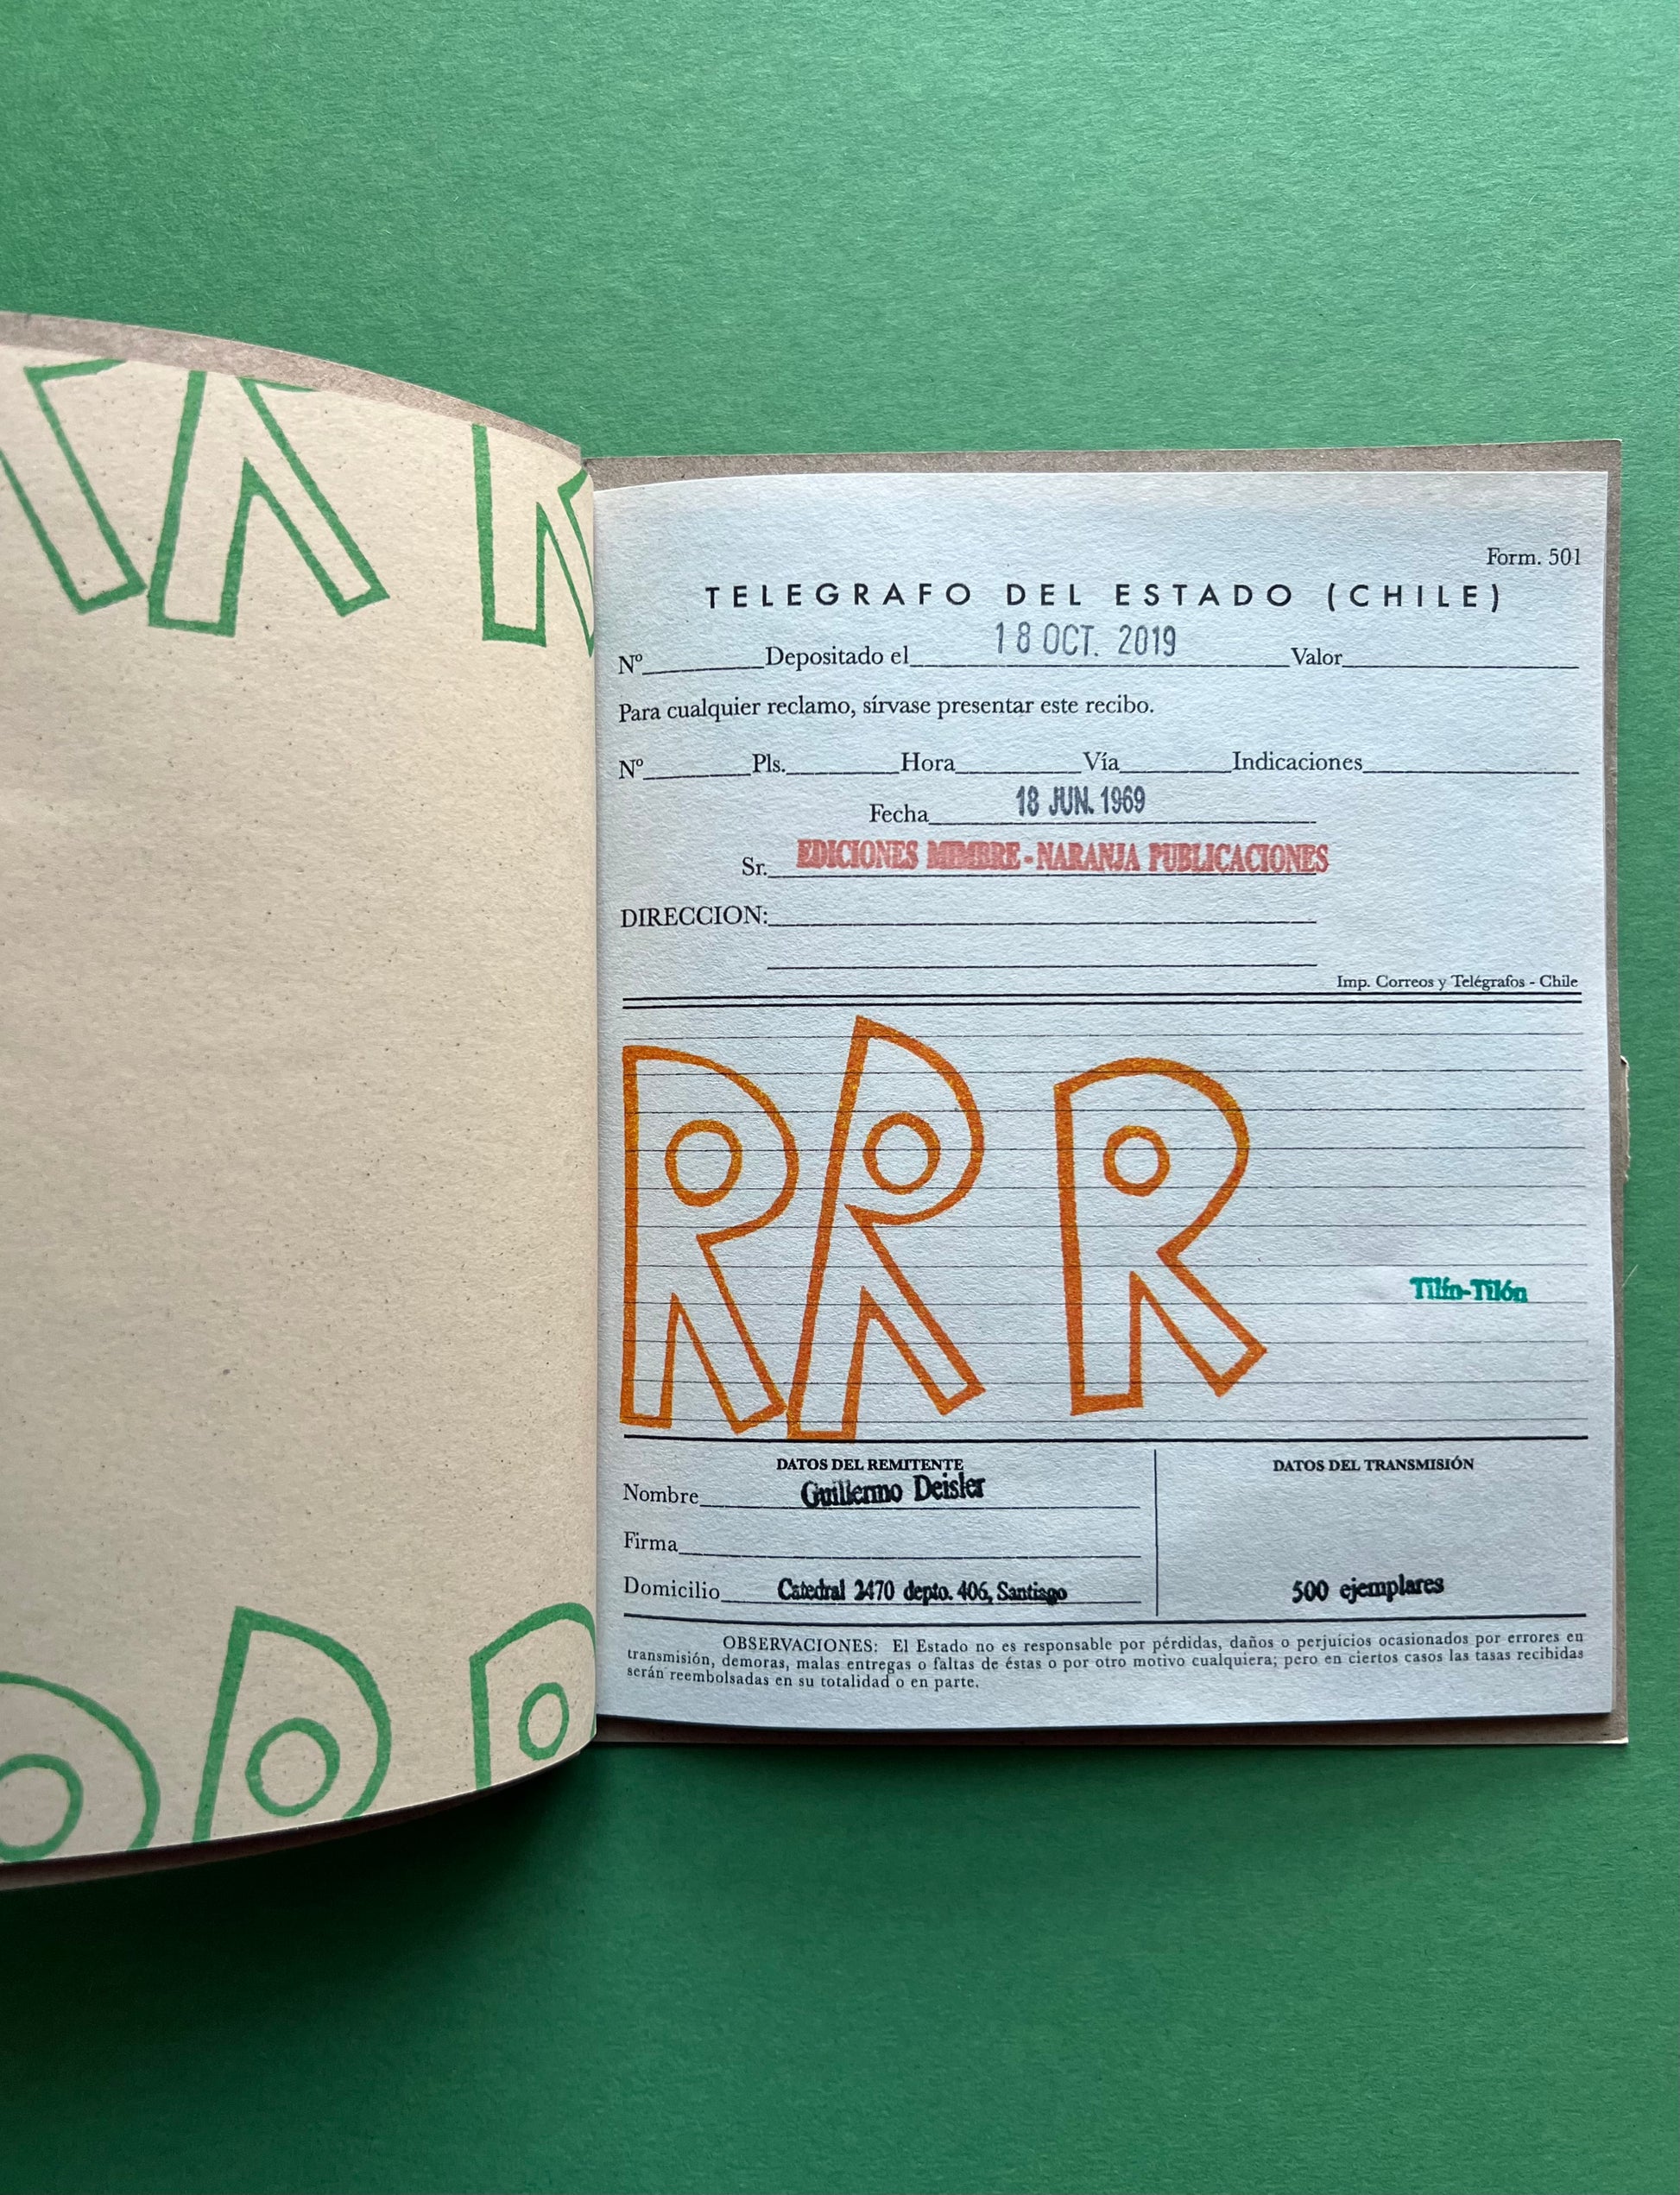 Form. 501
TELEGRAFO DEL ESTADO (CHILE)
Nº Depositado el 18 OCT. 2019 Valor
Para cualquier reclamo, sírvase presentar este recibo.
Nº Pls. Hora Vía Indicaciones
Fecha 18 JUN. 1969
Sr. EDICIONES MIMBRE-NARANJA PUBLICACIONES
DIRECCION:
Imp. Correos y Telégrafos - Chile
RRR
Tilín-Tilón
DATOS DEL REMITENTE
DATOS DEL TRANSMISIÓN
Nombre Guillermo Deisler
Firma
Domicilio Catedral 2470 depto. 406, Santiago
500 ejemplares
OBSERVACIONES: El Estado no es responsable por pérdidas, daños o perjuicios ocasionados por errores en
transmisión, demoras, malas entregas o faltas de éstas o por otro motivo cualquiera; pero en ciertos casos las tasas recibidas
serán reembolsadas en su totalidad o en parte.